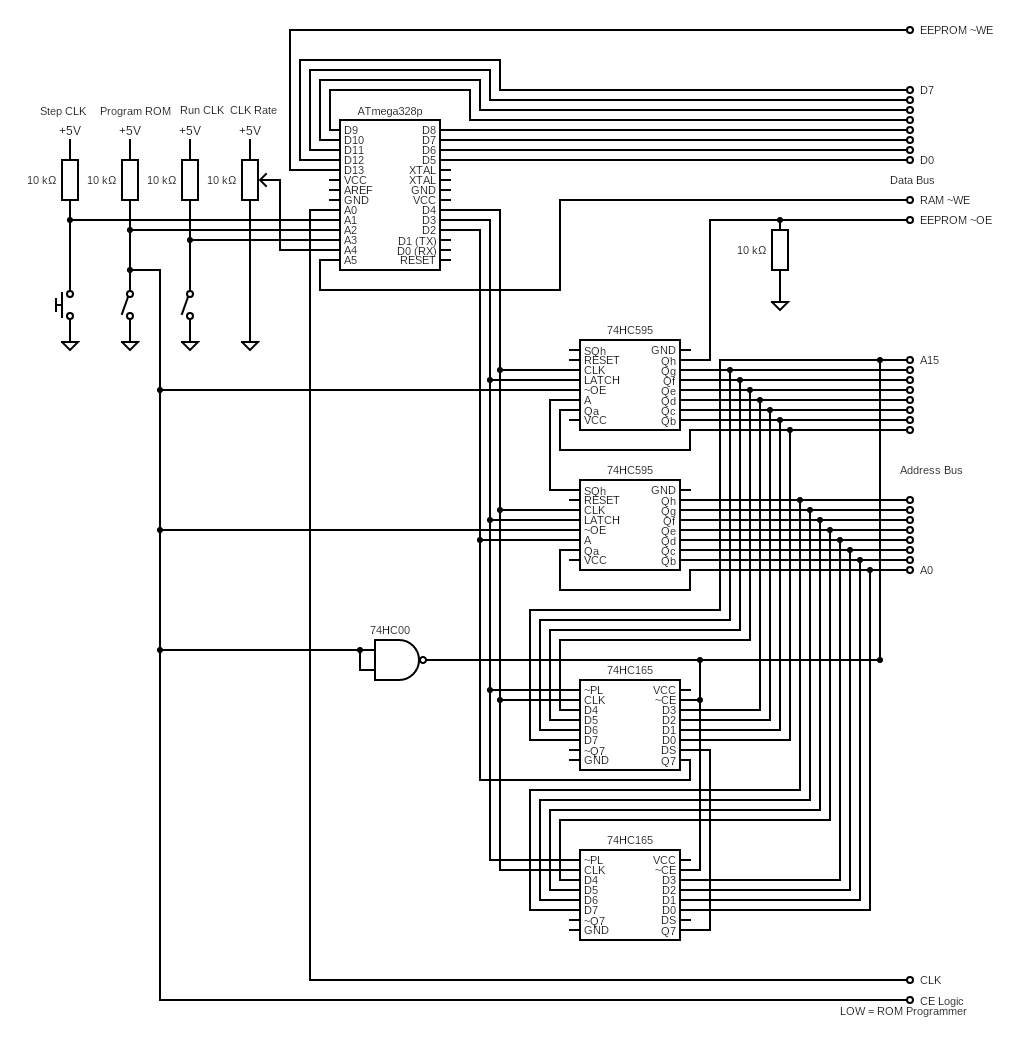 EEPROM ~WE
D7
Step CLK Program ROM Run CLK CLK Rate
+5V +5V +5V +5V
10 kΩ 10 kΩ 10 kΩ 10 kΩ
ATmega328p
D9 D8
D10 D7
D11 D6
D12 D5
D13 XTAL
VCC XTAL
AREF GND
GND VCC
A0 D4
A1 D3
A2 D2
A3 D1 (TX)
A4 D0 (RX)
A5 RESET
D0
Data Bus
RAM ~WE
EEPROM ~OE
10 kΩ
74HC595
SQh GND
RESET Qh
CLK Qg
LATCH Qf
~OE Qe
A Qd
Qa Qc
VCC Qb
A15
Address Bus
74HC595
SQh GND
RESET Qh
CLK Qg
LATCH Qf
~OE Qe
A Qd
Qa Qc
VCC Qb
A0
74HC00
74HC165
~PL VCC
CLK ~CE
D4 D3
D5 D2
D6 D1
D7 D0
~Q7 DS
GND Q7
74HC165
~PL VCC
CLK ~CE
D4 D3
D5 D2
D6 D1
D7 D0
~Q7 DS
GND Q7
CLK
CE Logic
LOW = ROM Programmer